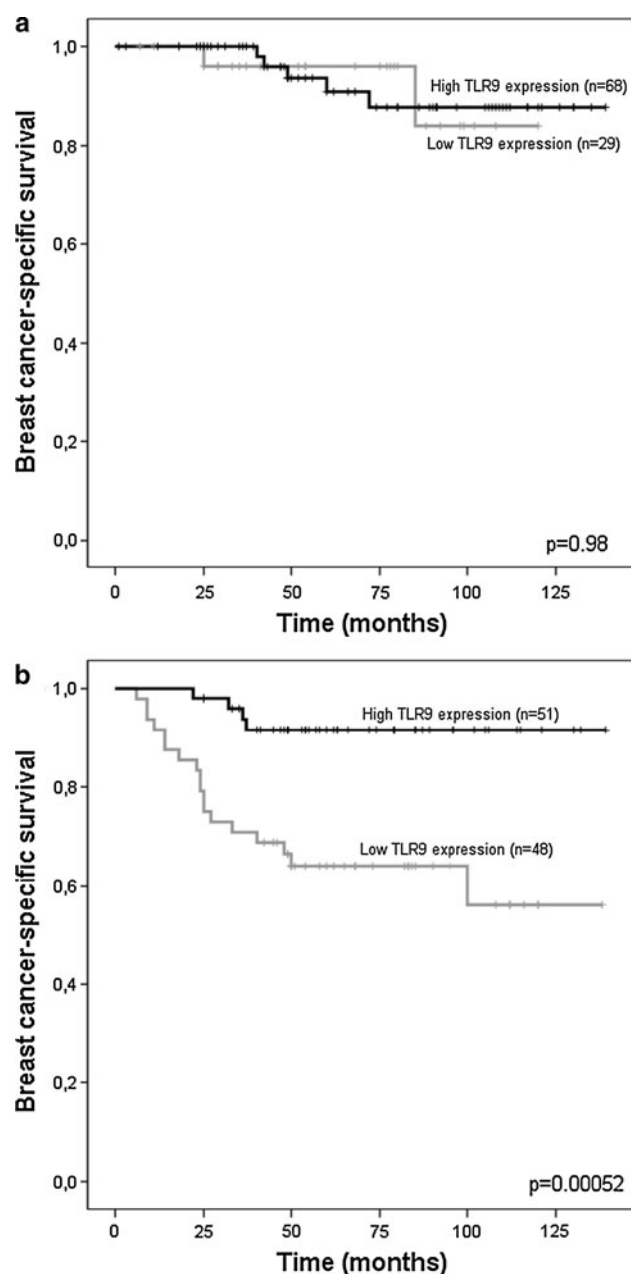 a
1,0
0,8
0,6
0,4
0,2
0,0
Breast cancer-specific survival
High TLR9 expression (n=68)
Low TLR9 expression (n=29)
p=0.98
0 25 50 75 100 125
Time (months)
b
1,0
0,8
0,6
0,4
0,2
0,0
Breast cancer-specific survival
High TLR9 expression (n=51)
Low TLR9 expression (n=48)
p=0.00052
0 25 50 75 100 125
Time (months)